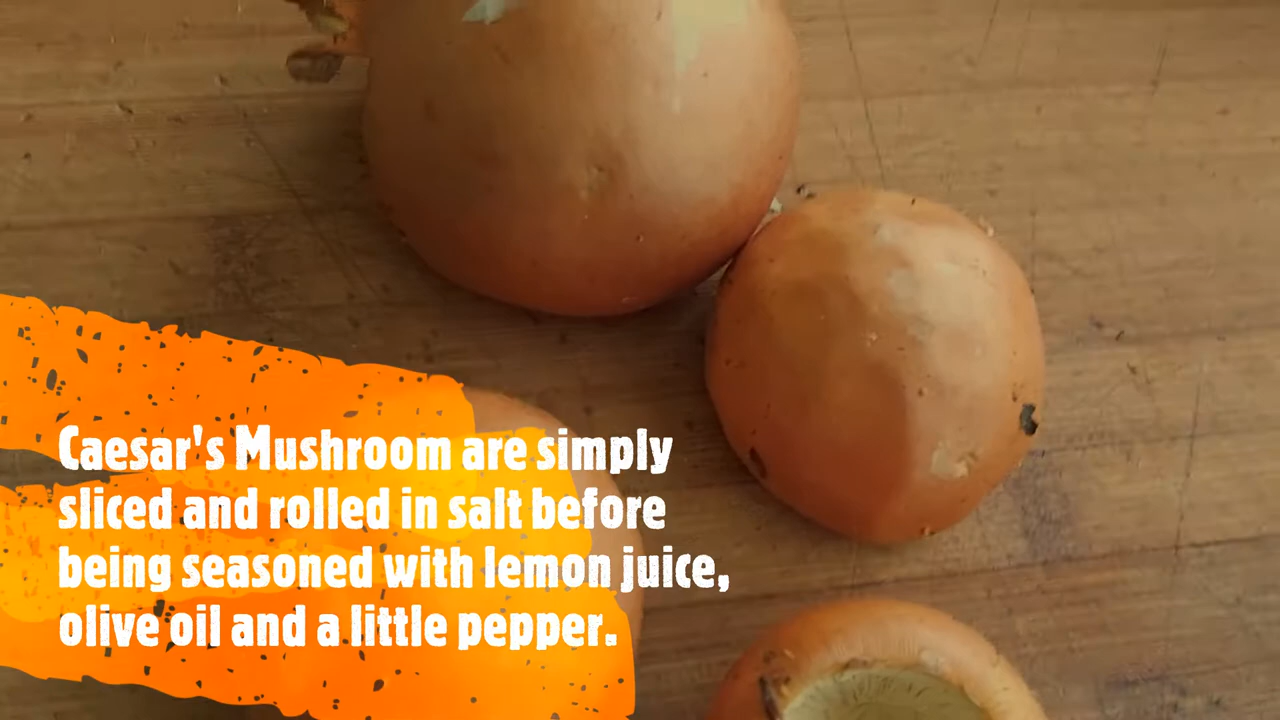 Caesar's Mushroom are simply
sliced and rolled in salt before
being seasoned with lemon juice,
olive oil and a little pepper.